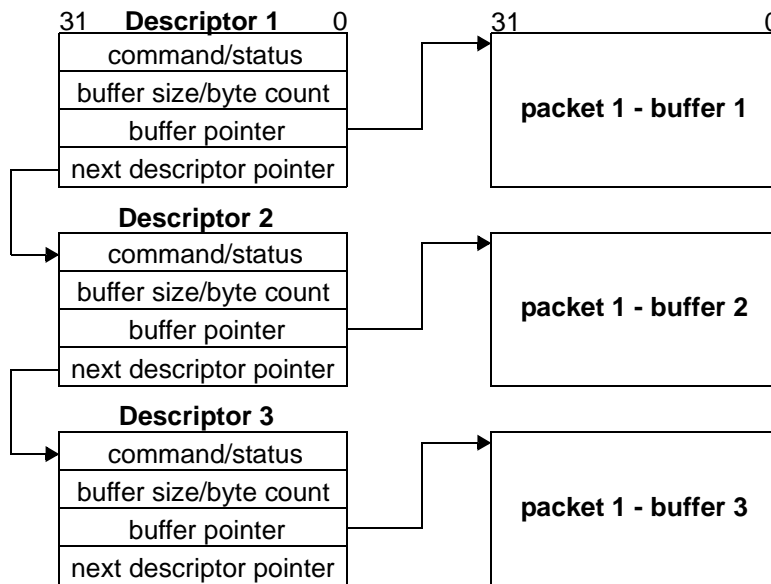 31 Descriptor 1 0
command/status
buffer size/byte count
buffer pointer
next descriptor pointer
31 0
packet 1 - buffer 1
Descriptor 2
command/status
buffer size/byte count
buffer pointer
next descriptor pointer
packet 1 - buffer 2
Descriptor 3
command/status
buffer size/byte count
buffer pointer
next descriptor pointer
packet 1 - buffer 3